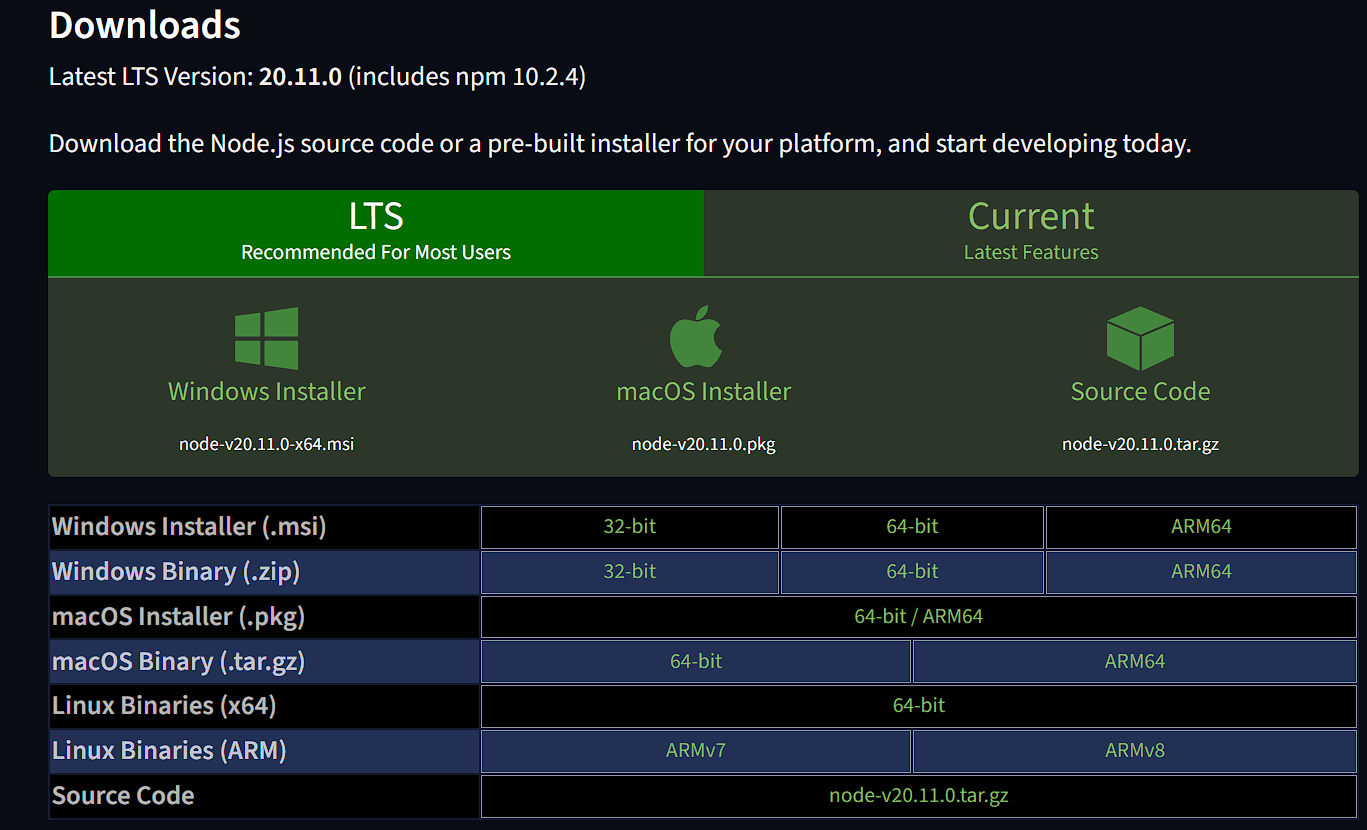 Downloads
Latest LTS Version: 20.11.0 (includes npm 10.2.4)
Download the Node.js source code or a pre-built installer for your platform, and start developing today.
LTS
Recommended For Most Users
Current
Latest Features
Windows Installer
node-v20.11.0-x64.msi
macOS Installer
node-v20.11.0.pkg
Source Code
node-v20.11.0.tar.gz
Windows Installer (.msi) 32-bit 64-bit ARM64
Windows Binary (.zip) 32-bit 64-bit ARM64
macOS Installer (.pkg) 64-bit / ARM64
macOS Binary (.tar.gz) 64-bit ARM64
Linux Binaries (x64) 64-bit
Linux Binaries (ARM) ARMv7 ARMv8
Source Code node-v20.11.0.tar.gz